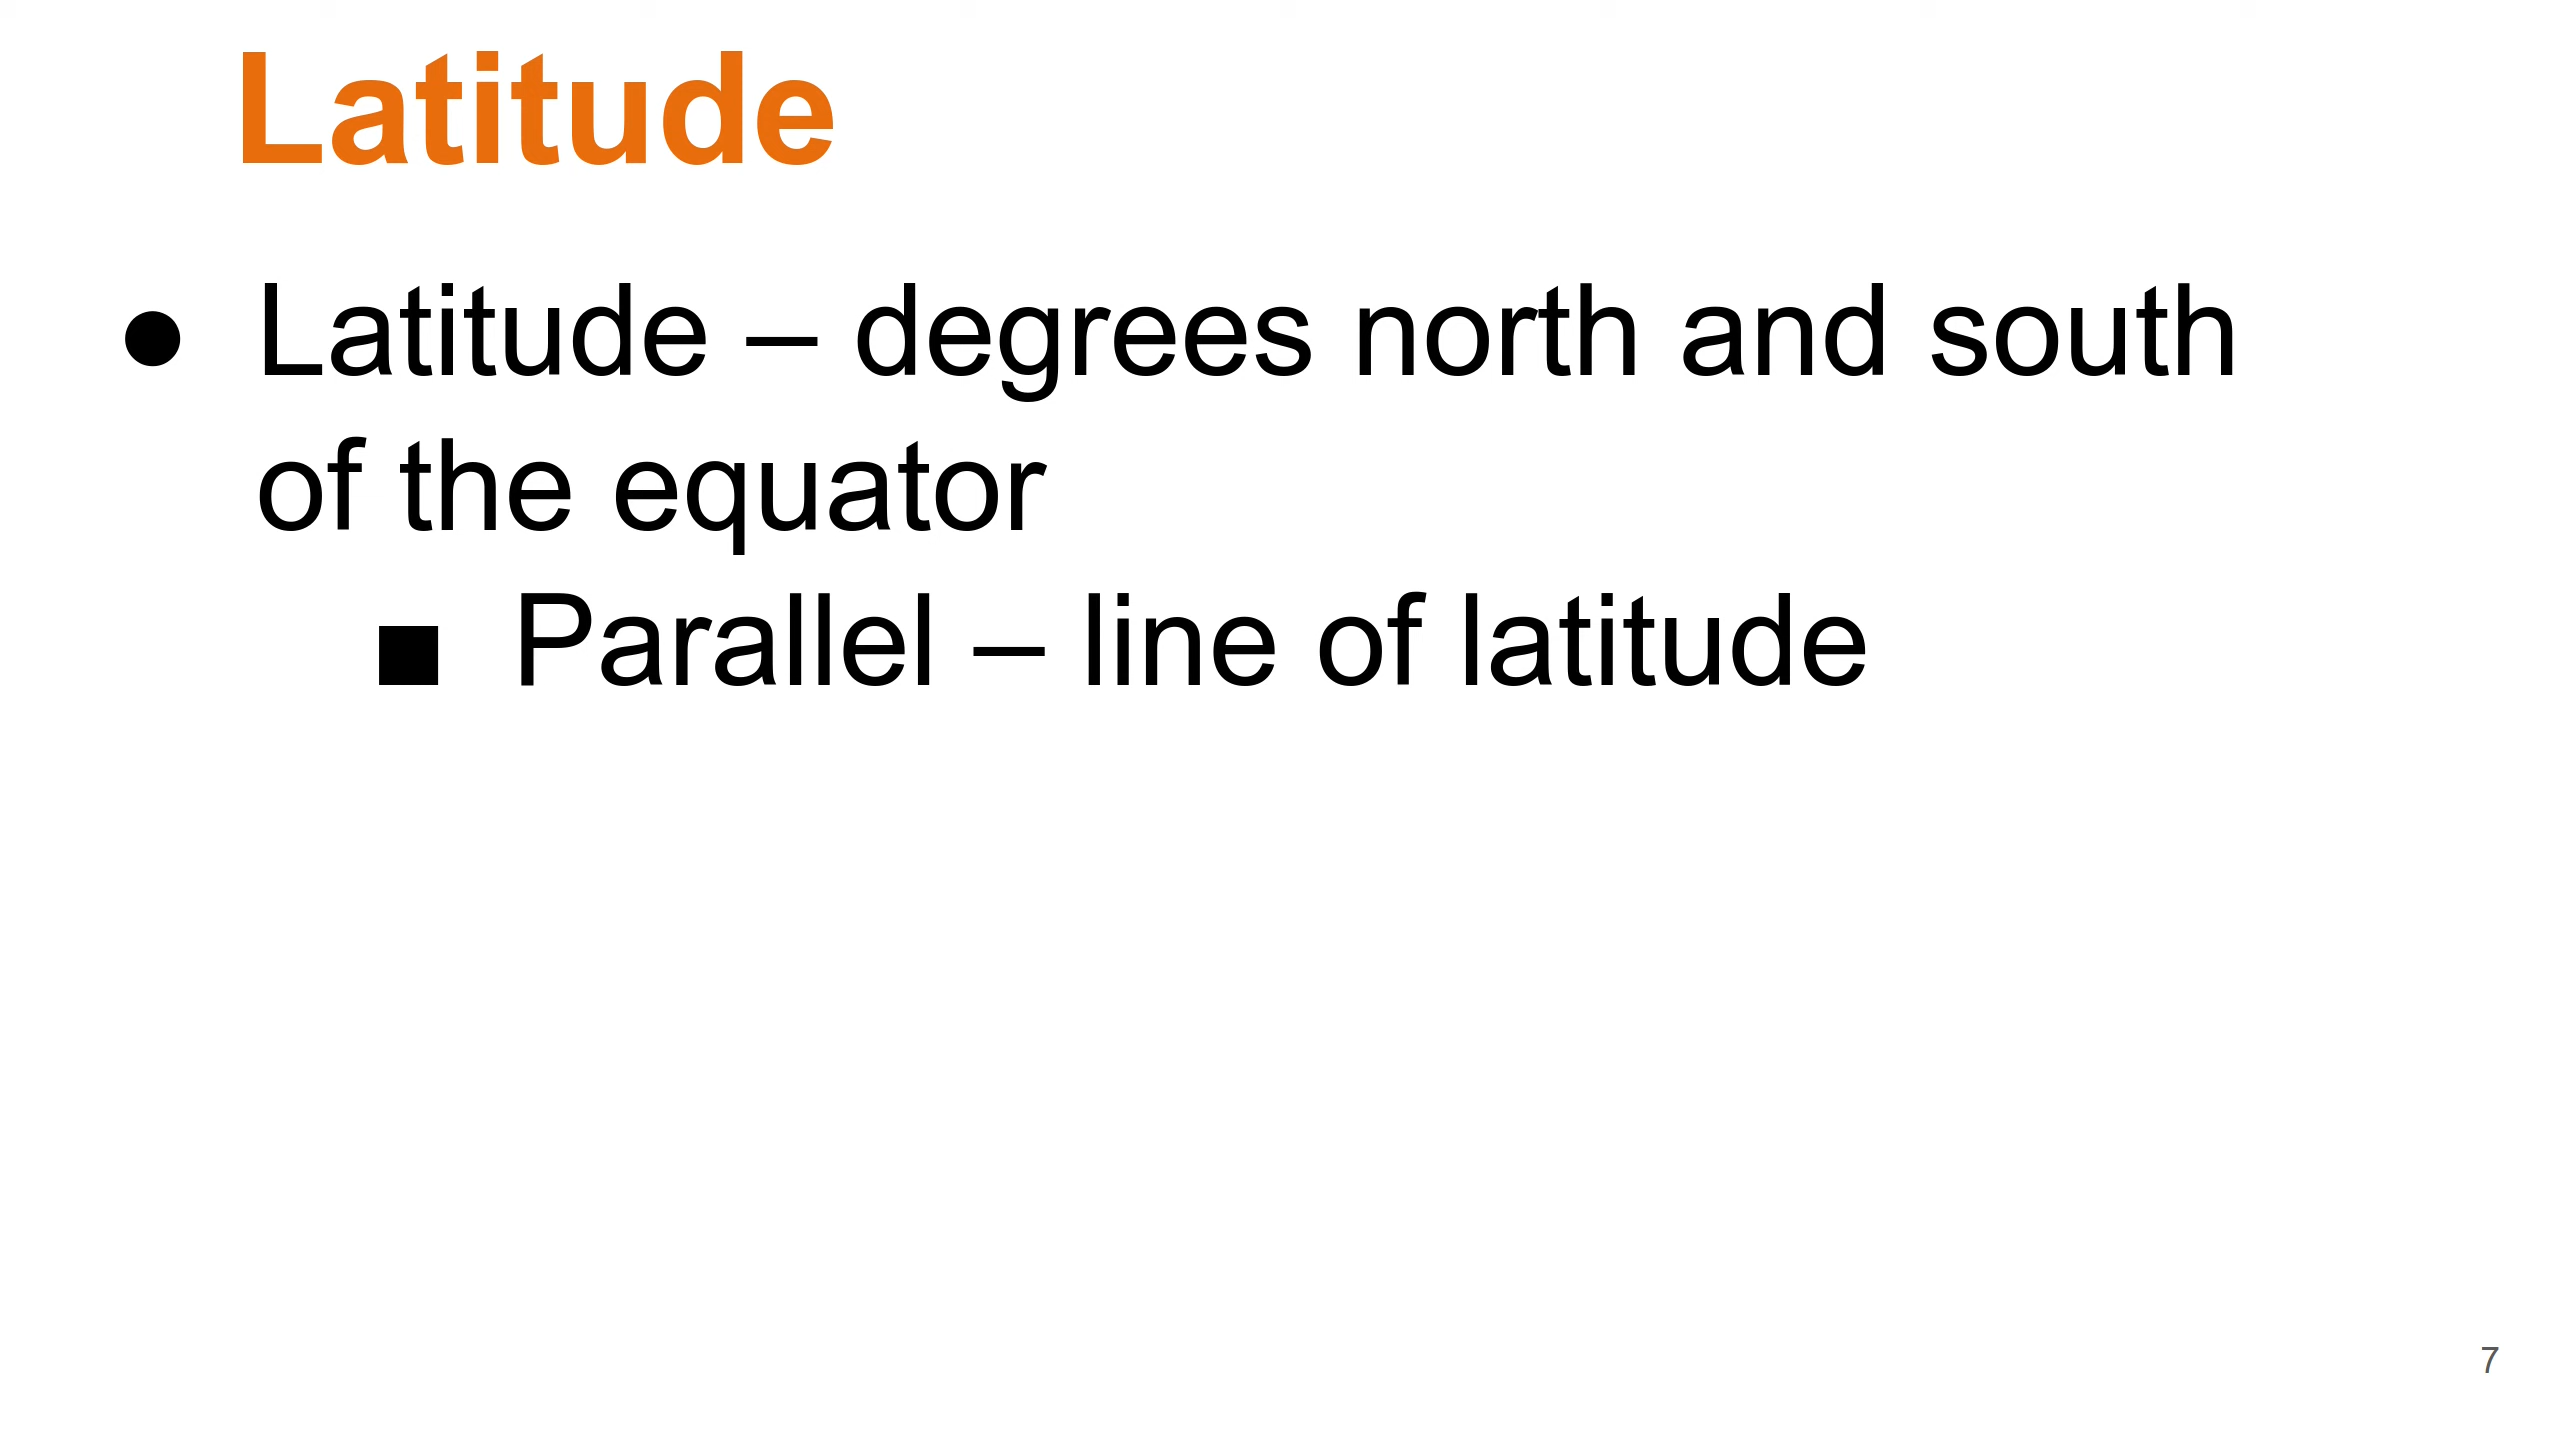 Latitude
● Latitude – degrees north and south
of the equator
■ Parallel – line of latitude
7